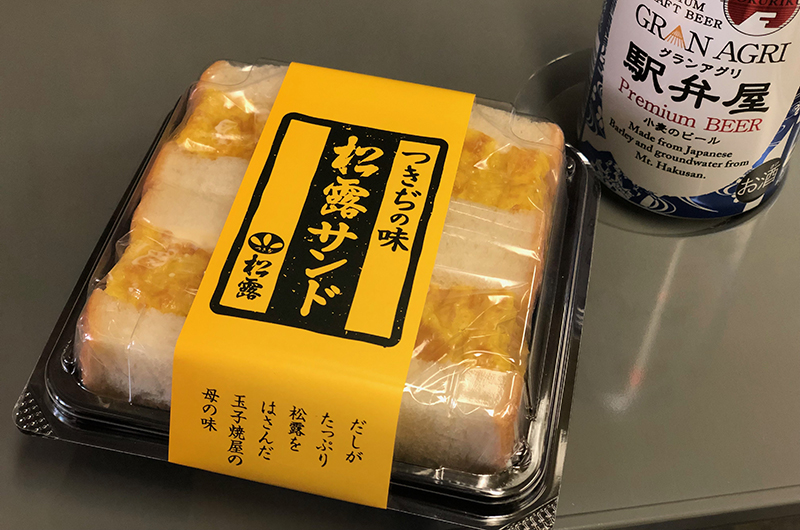 つきぢの味
松露サンド
松露
だしが
たっぷり
松露を
はさんだ
玉子焼屋の
母の味
CRAFT BEER
GRAN AGRI
グランアグリ
駅弁屋
Premium BEER
小麦のビール
Made from Japanese
Barley and groundwater from
Mt. Hakusan.
お酒